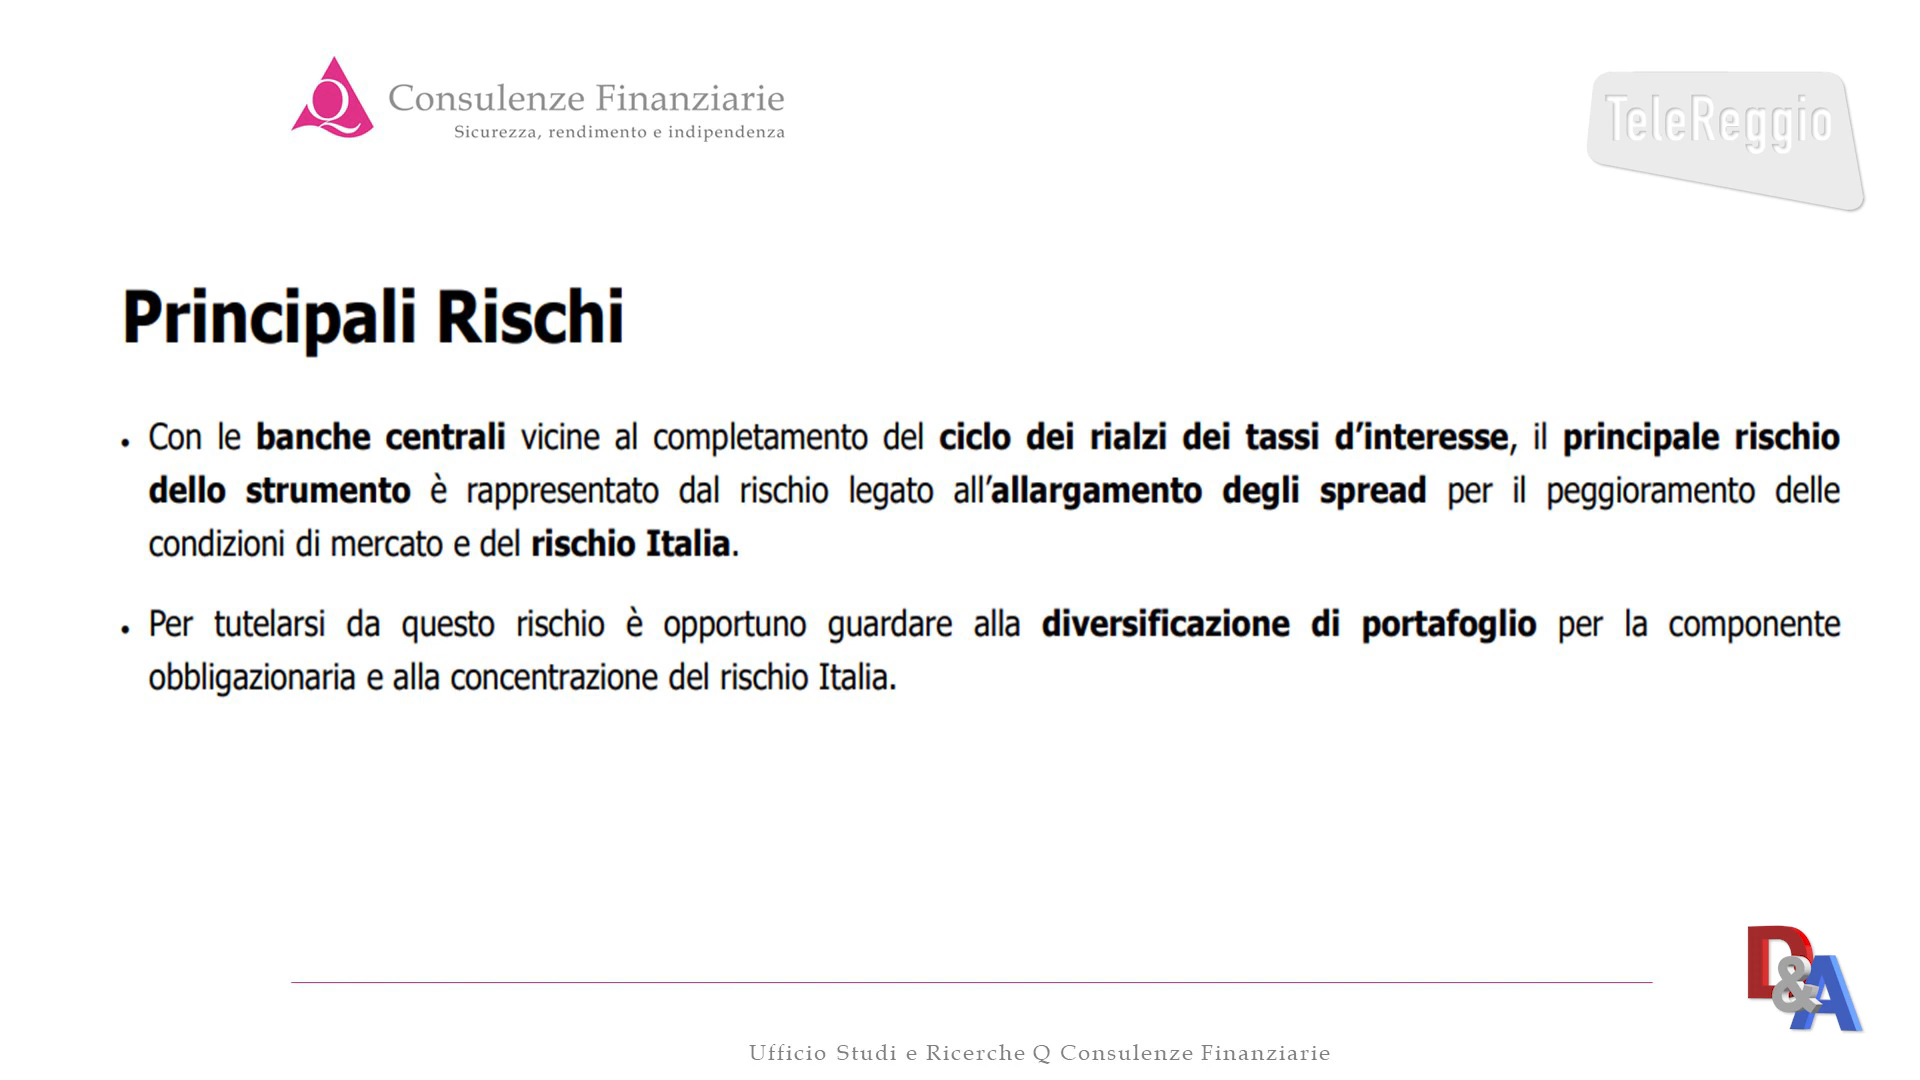 Q Consulenze Finanziarie
Sicurezza, rendimento e indipendenza
TeleReggio
Principali Rischi
• Con le banche centrali vicine al completamento del ciclo dei rialzi dei tassi d’interesse, il principale rischio
dello strumento è rappresentato dal rischio legato all’allargamento degli spread per il peggioramento delle
condizioni di mercato e del rischio Italia.
• Per tutelarsi da questo rischio è opportuno guardare alla diversificazione di portafoglio per la componente
obbligazionaria e alla concentrazione del rischio Italia.
D&A
Ufficio Studi e Ricerche Q Consulenze Finanziarie